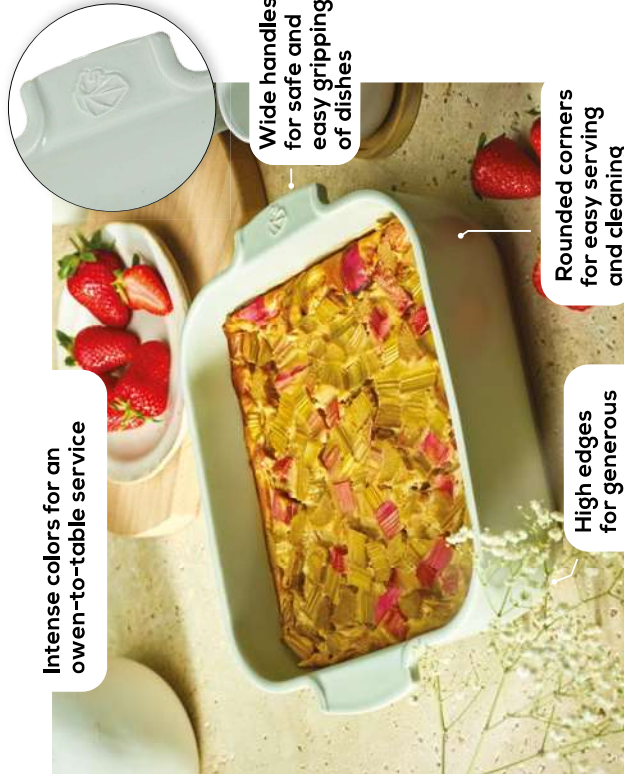 Intense colors for an
owen-to-table service
Wide handles
for safe and
easy gripping
of dishes
High edges
for generous
Rounded corners
for easy serving
and cleaning